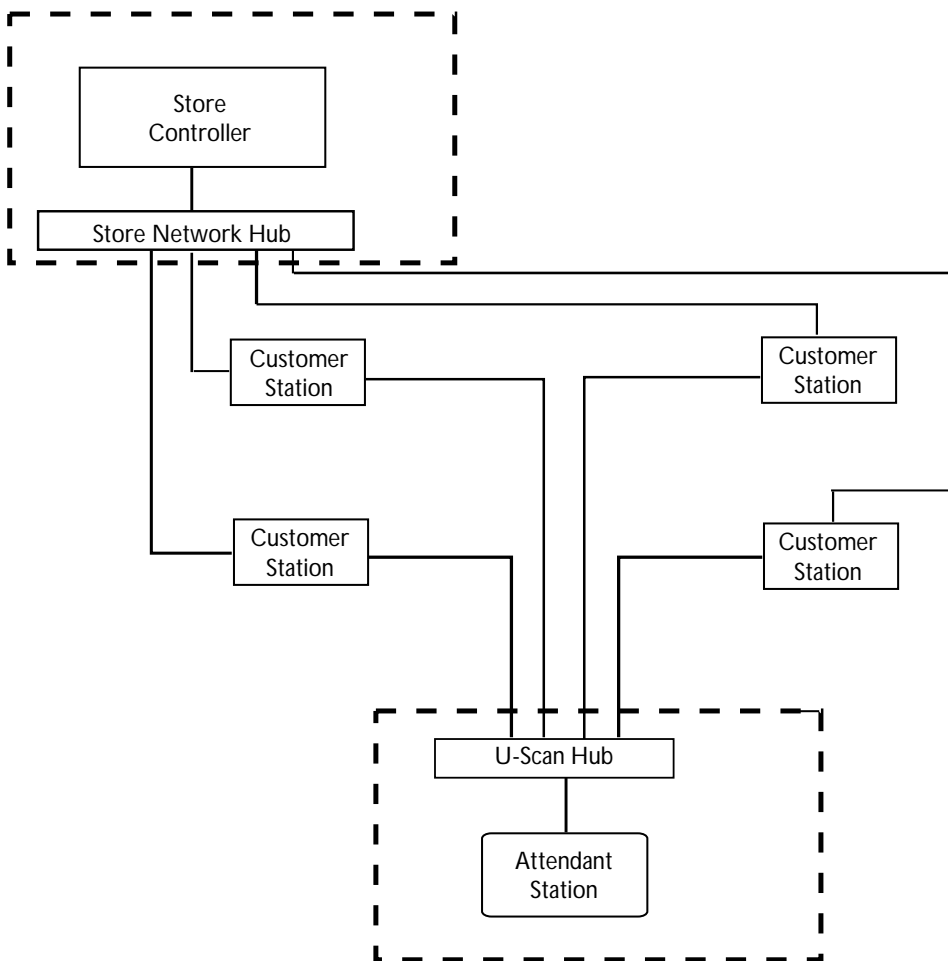 Store
Controller
Store Network Hub
Customer
Station
Customer
Station
Customer
Station
Customer
Station
U-Scan Hub
Attendant
Station